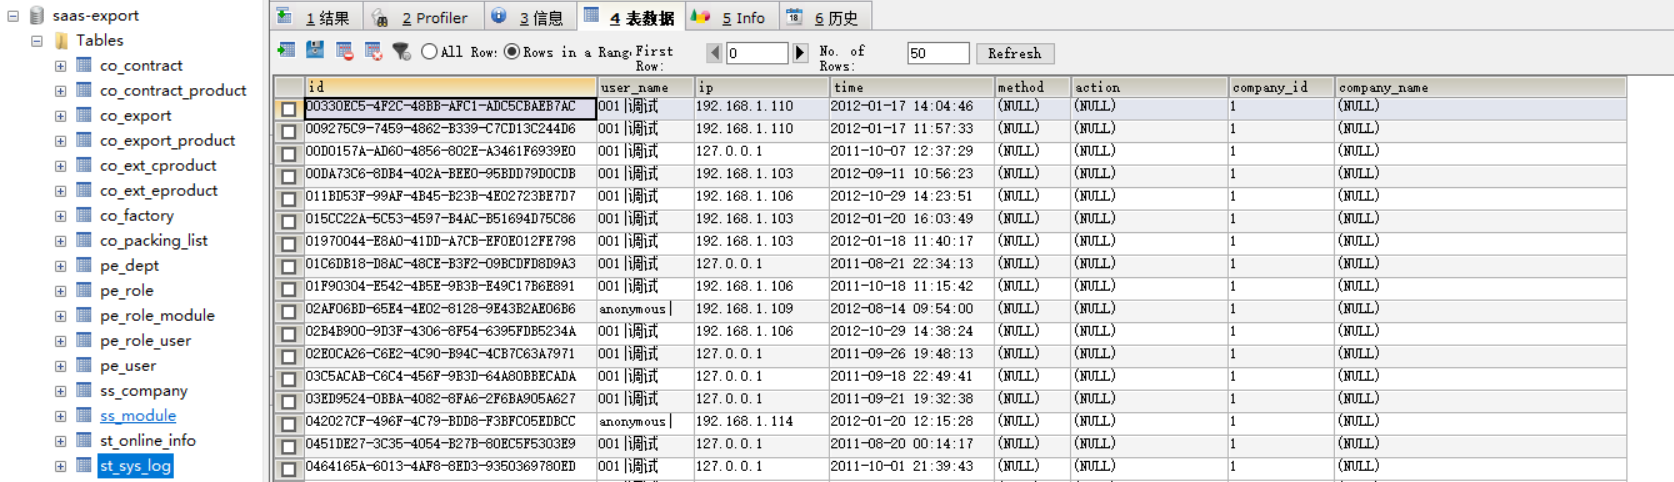 saas-export
Tables
co_contract
co_contract_product
co_export
co_export_product
co_ext_cproduct
co_ext_eproduct
co_factory
co_packing_list
pe_dept
pe_role
pe_role_module
pe_role_user
pe_user
ss_company
ss_module
st_online_info
st_sys_log
1 结果 2 Profiler 3 信息 4 表数据 5 Info 6 历史
All Row: Rows in a Rang. First Row: 0 No. of Rows: 50 Refresh
id user_name ip time method action company_id company_name
00330EC5-4F2C-48BB-AFC1-ADC5CBAEB7AC 001|调试 192.168.1.110 2012-01-17 14:04:46 (NULL) (NULL) 1 (NULL)
009275C9-7459-4862-B339-C7CD13C244D6 001|调试 192.168.1.110 2012-01-17 11:57:33 (NULL) (NULL) 1 (NULL)
00D0157A-AD60-4856-802E-A3461F6939E0 001|调试 127.0.0.1 2011-10-07 12:37:29 (NULL) (NULL) 1 (NULL)
00DA73C6-8DB4-402A-BEE0-95BDD79D0CDB 001|调试 192.168.1.103 2012-09-11 10:56:23 (NULL) (NULL) 1 (NULL)
011BD53F-99AF-4B45-B23B-4E02723BE7D7 001|调试 192.168.1.106 2012-10-29 14:23:51 (NULL) (NULL) 1 (NULL)
015CC22A-5C53-4597-B4AC-B51694D75C86 001|调试 192.168.1.103 2012-01-20 16:03:49 (NULL) (NULL) 1 (NULL)
01970044-E8A0-41DD-A7CB-EF0E012FE798 001|调试 192.168.1.103 2012-01-18 11:40:17 (NULL) (NULL) 1 (NULL)
01C6DB18-D8AC-48CE-B3F2-09BCDFD8D9A3 001|调试 127.0.0.1 2011-08-21 22:34:13 (NULL) (NULL) 1 (NULL)
01F90304-E542-4B5E-9B3B-E49C17B6E891 001|调试 192.168.1.106 2011-10-18 11:15:42 (NULL) (NULL) 1 (NULL)
02AF06BD-65E4-4E02-8128-9E43B2AE06B6 anonymous| 192.168.1.109 2012-08-14 09:54:00 (NULL) (NULL) 1 (NULL)
02B4B900-9D3F-4306-8F54-6395FDB5234A 001|调试 192.168.1.106 2012-10-29 14:38:24 (NULL) (NULL) 1 (NULL)
02E0CA26-C6E2-4C90-B94C-4CB7C63A7971 001|调试 127.0.0.1 2011-09-26 19:48:13 (NULL) (NULL) 1 (NULL)
03C5ACAB-C6C4-456F-9B3D-64A80BBECADA 001|调试 127.0.0.1 2011-09-18 22:49:41 (NULL) (NULL) 1 (NULL)
03ED9524-0BBA-4082-8FA6-2F6BA905A627 001|调试 127.0.0.1 2011-09-21 19:32:38 (NULL) (NULL) 1 (NULL)
042027CF-496F-4C79-BDD8-F3BFC05EDBCC anonymous| 192.168.1.114 2012-01-20 12:15:28 (NULL) (NULL) 1 (NULL)
0451DE27-3C35-4054-B27B-80EC5F5303E9 001|调试 127.0.0.1 2011-08-20 00:14:17 (NULL) (NULL) 1 (NULL)
0464165A-6013-4AF8-8ED3-9350369780ED 001|调试 127.0.0.1 2011-10-01 21:39:43 (NULL) (NULL) 1 (NULL)